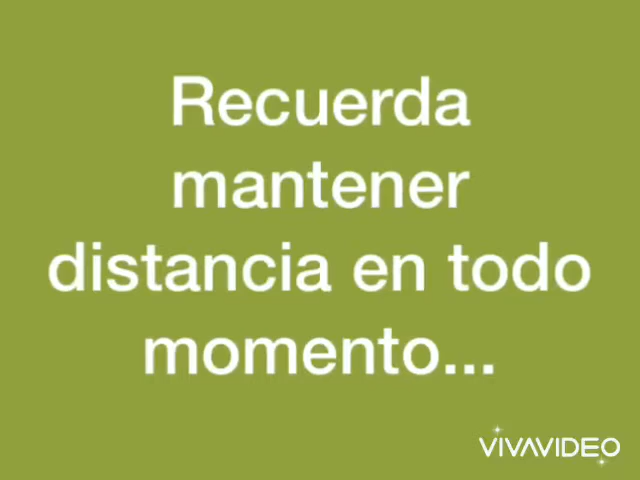 Recuerda
mantener
distancia en todo
momento...
VIVAVIDEO